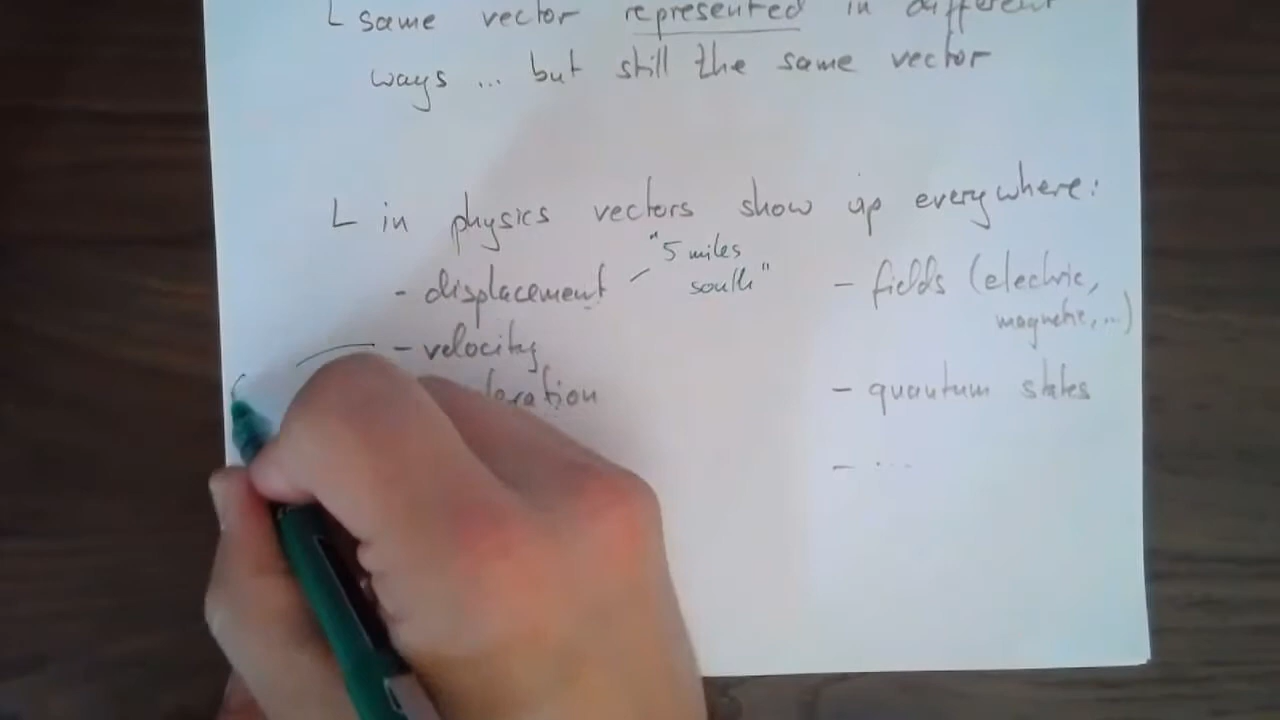 same vector represented in different
ways ... but still the same vector
in physics vectors show up everywhere:
- displacement
"5 miles
south"
- velocity
- fields (electric,
magnetic, ...)
- quantum states
- ...